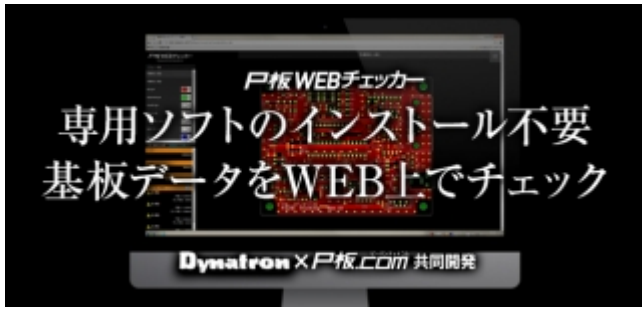 P板WEBチェッカー
専用ソフトのインストール不要
基板データをWEB上でチェック
Dynatron×P板.com 共同開発